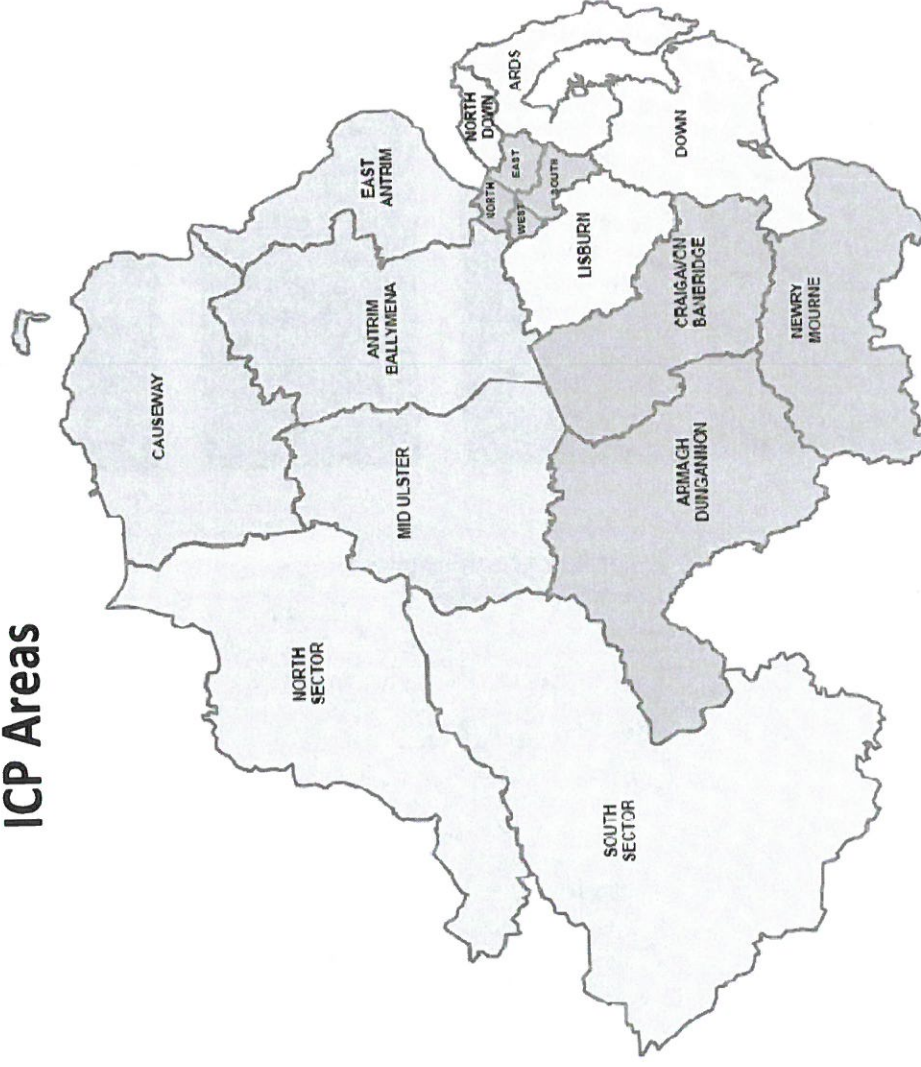 ICP Areas
CAUSEWAY
NORTH
SECTOR
MID ULSTER
ANTRIM
BALLYMENA
EAST
ANTRIM
SOUTH
SECTOR
ARMAGH
DUNGANNON
CRAIGAVON
BANBRIDGE
NEWRY
MOURNE
LISBURN
NORTH
WEST
EAST
SOUTH
NORTH
DOWN
ARDS
DOWN